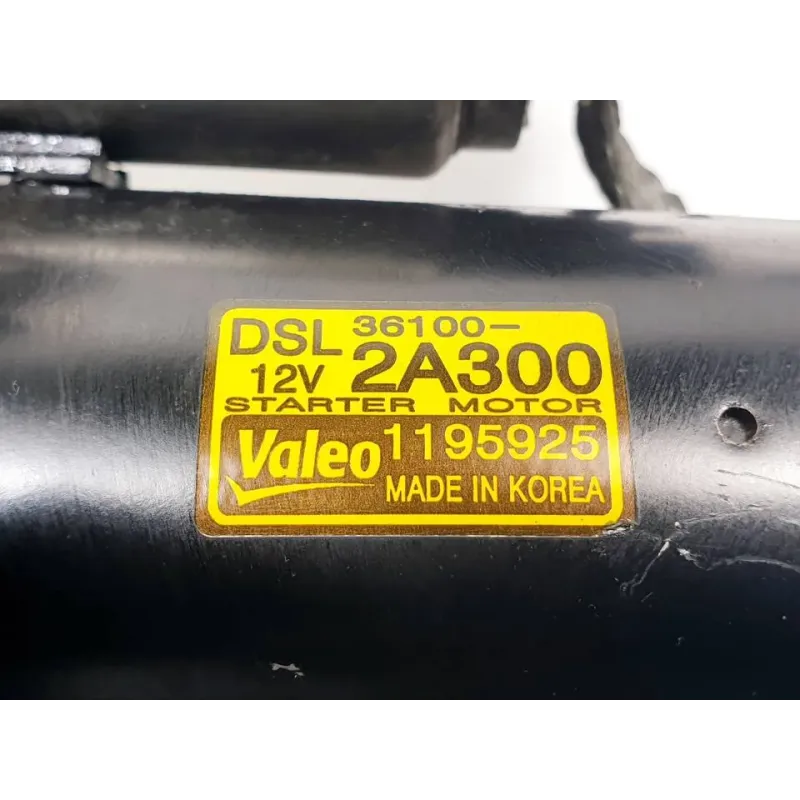 DSL 36100-
12V 2A300
STARTER MOTOR
Valeo 1195925
MADE IN KOREA